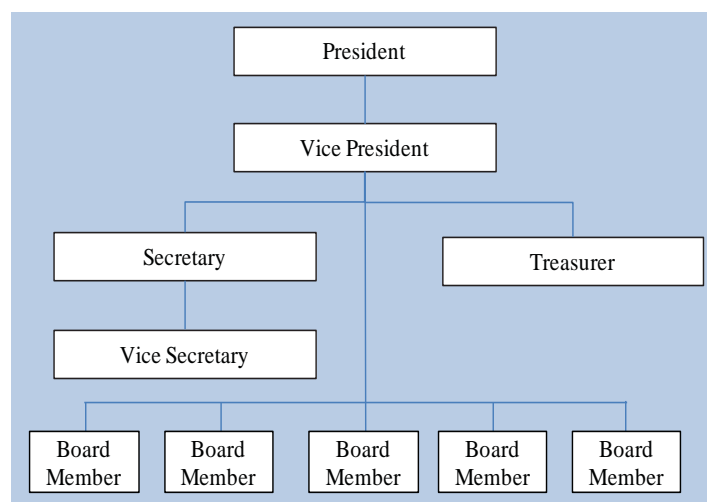 President
Vice President
Secretary
Treasurer
Vice Secretary
Board
Member
Board
Member
Board
Member
Board
Member
Board
Member